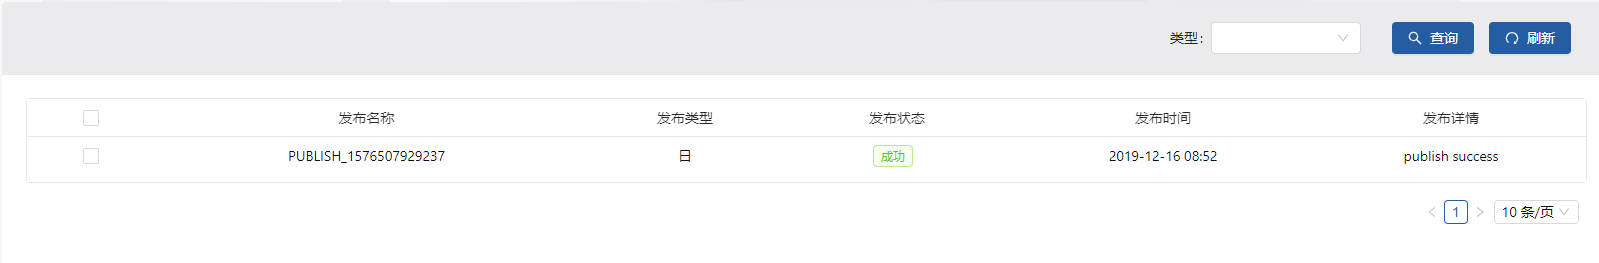 类型: 查询 刷新
发布名称 发布类型 发布状态 发布时间 发布详情
PUBLISH_1576507929237 日 成功 2019-12-16 08:52 publish success
1 10 条/页